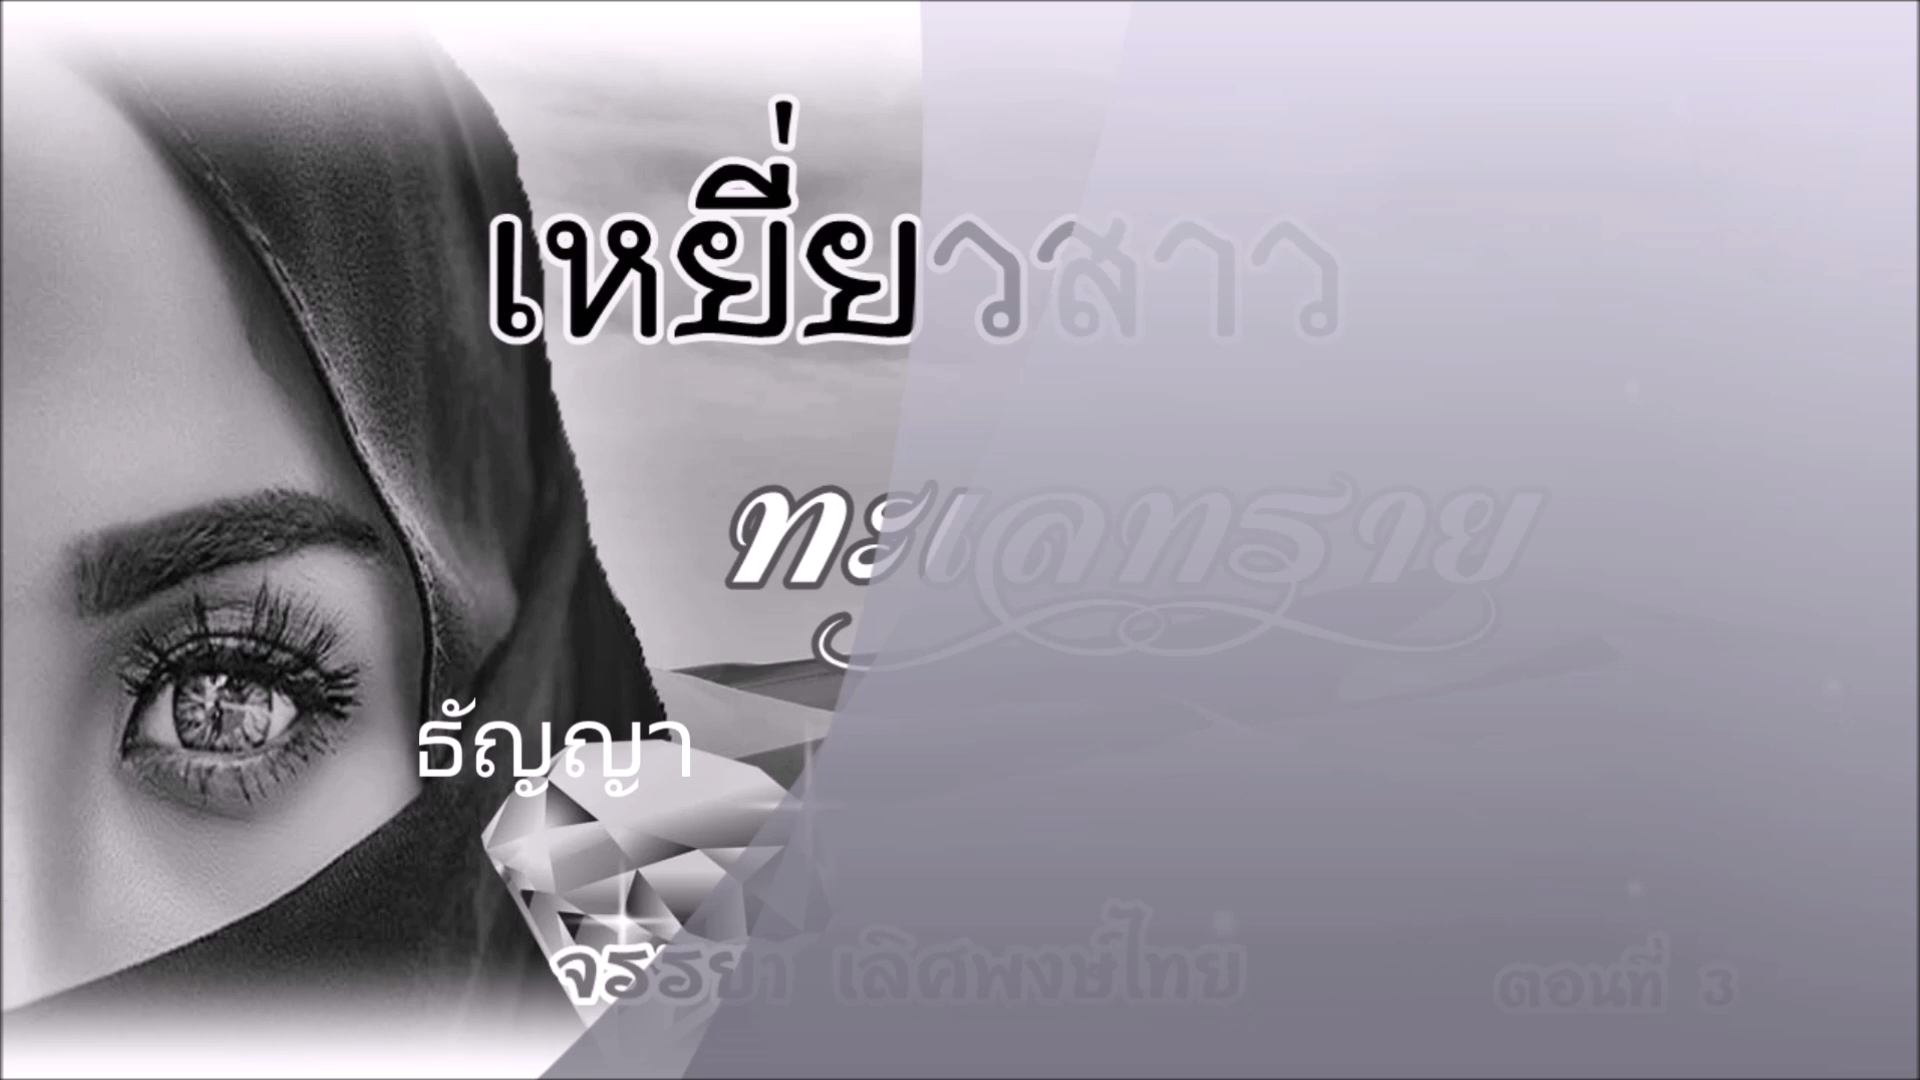 เหยี่ยวสาว
ทะเลทราย
ธัญญา
จรรยา เลิศพงษ์ไทย
ตอนที่ 3